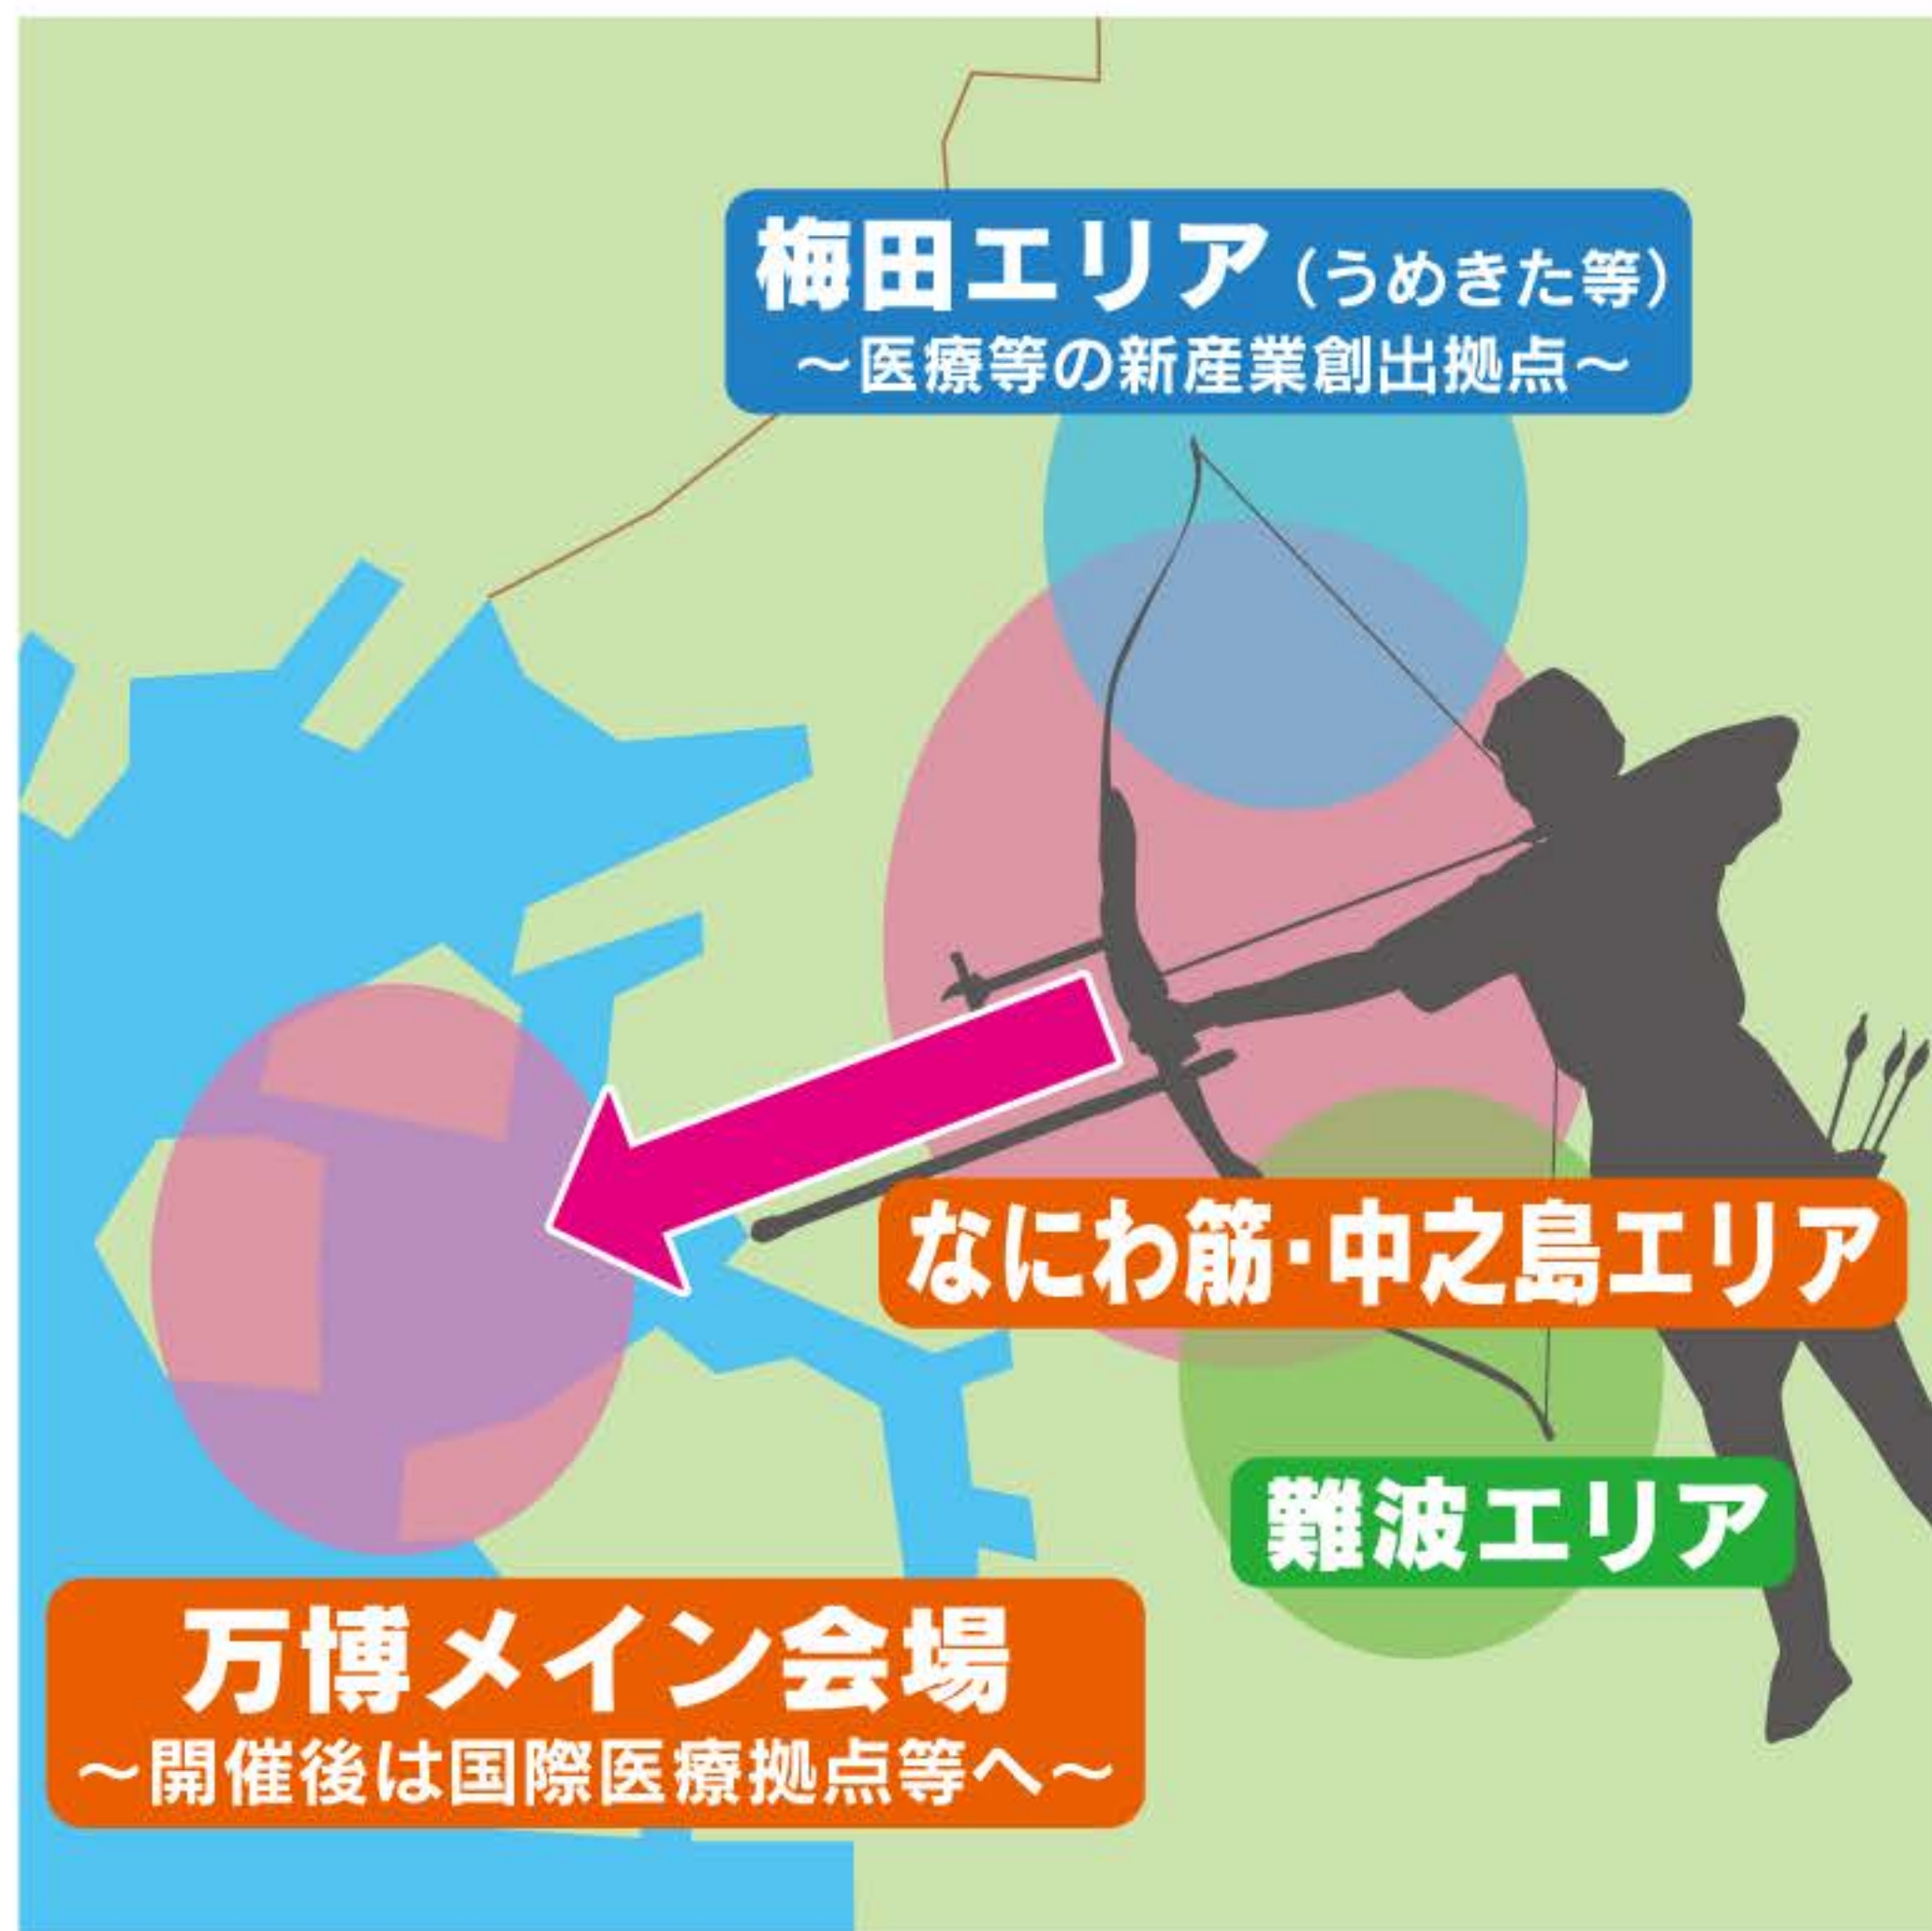 梅田エリア（うめきた等）
～医療等の新産業創出拠点～
なにわ筋・中之島エリア
難波エリア
万博メイン会場
～開催後は国際医療拠点等へ～